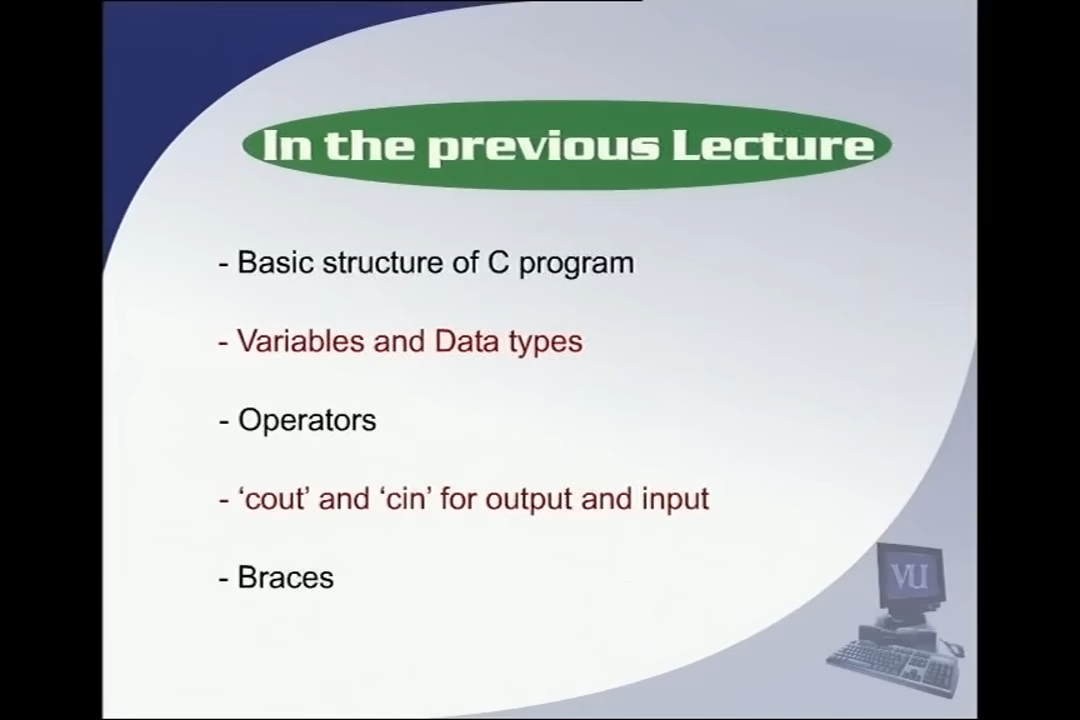 In the previous Lecture
- Basic structure of C program
- Variables and Data types
- Operators
- ‘cout’ and ‘cin’ for output and input
- Braces
VU